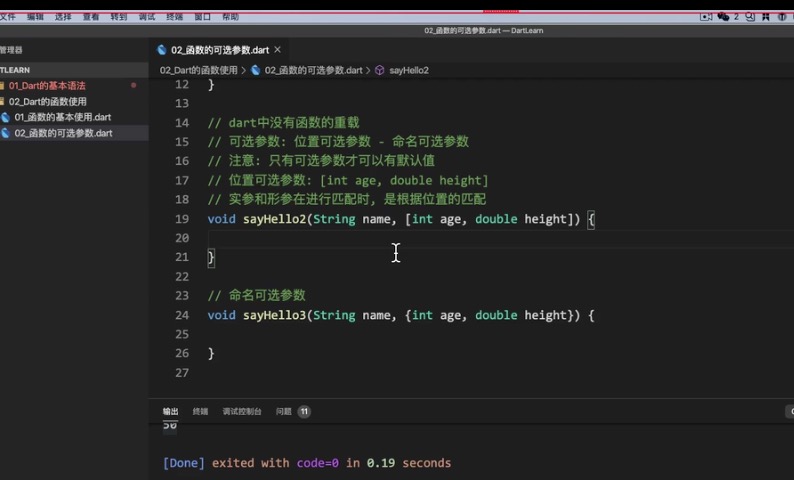 文件 编辑 选择 查看 转到 调试 终端 窗口 帮助
2
02_函数的可选参数.dart — DartLearn
管理器
02_函数的可选参数.dart ×
TLEARN
02_Dart的函数使用 > 02_函数的可选参数.dart > sayHello2
01_Dart的基本语法
02_Dart的函数使用
01_函数的基本使用.dart
02_函数的可选参数.dart
12 }
13
14 // dart中没有函数的重载
15 // 可选参数: 位置可选参数 - 命名可选参数
16 // 注意: 只有可选参数才可以有默认值
17 // 位置可选参数: [int age, double height]
18 // 实参和形参在进行匹配时, 是根据位置的匹配
19 void sayHello2(String name, [int age, double height]) {
20
21 }
22
23 // 命名可选参数
24 void sayHello3(String name, {int age, double height}) {
25
26 }
27
输出 终端 调试控制台 问题 11
50
[Done] exited with code=0 in 0.19 seconds